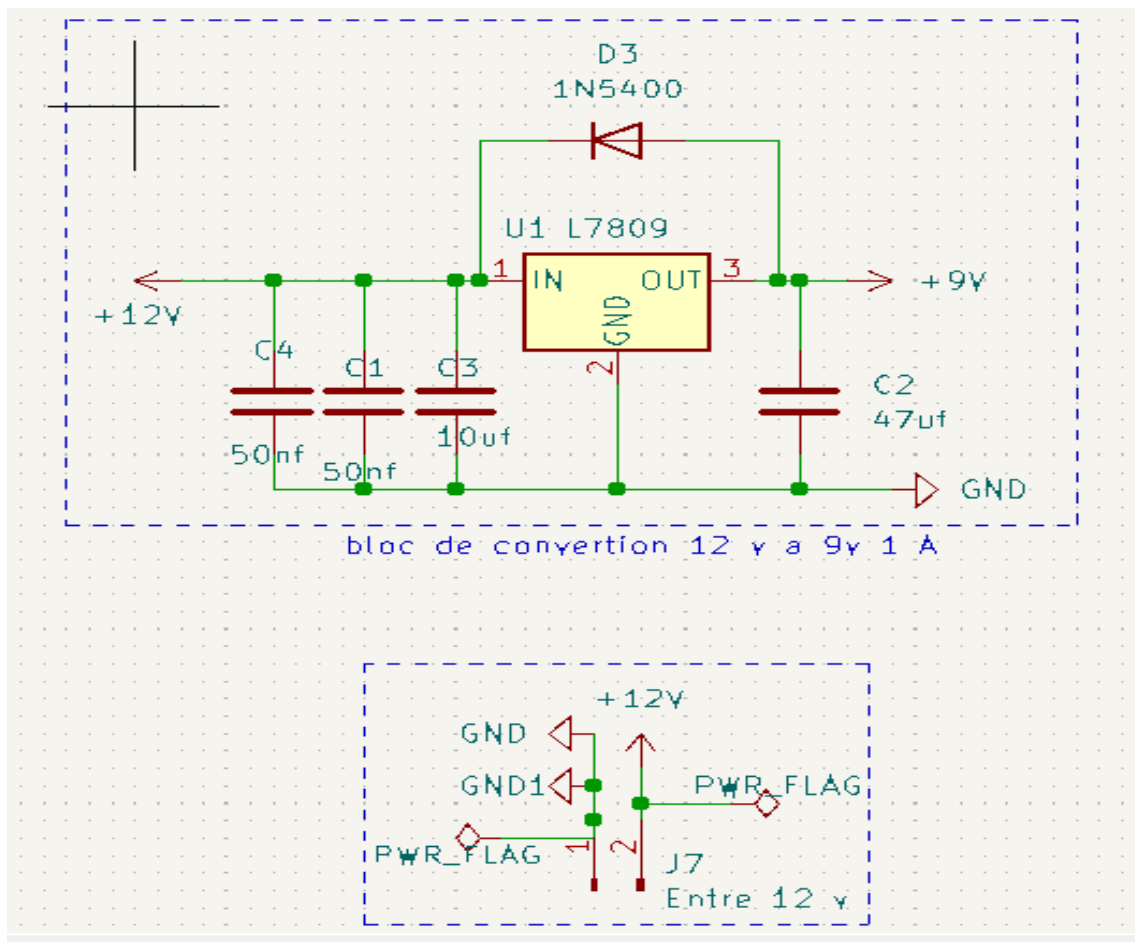 D3
1N5400
U1 L7809
1
IN
OUT
3
+9V
+12V
GND
2
C4
C1
C3
C2
47uf
10uf
50nf
50nf
GND
bloc de convertion 12 v a 9v 1 A
+12V
GND
GND1
PWR_FLAG
PWR_FLAG
1
2
J7
Entre 12 v